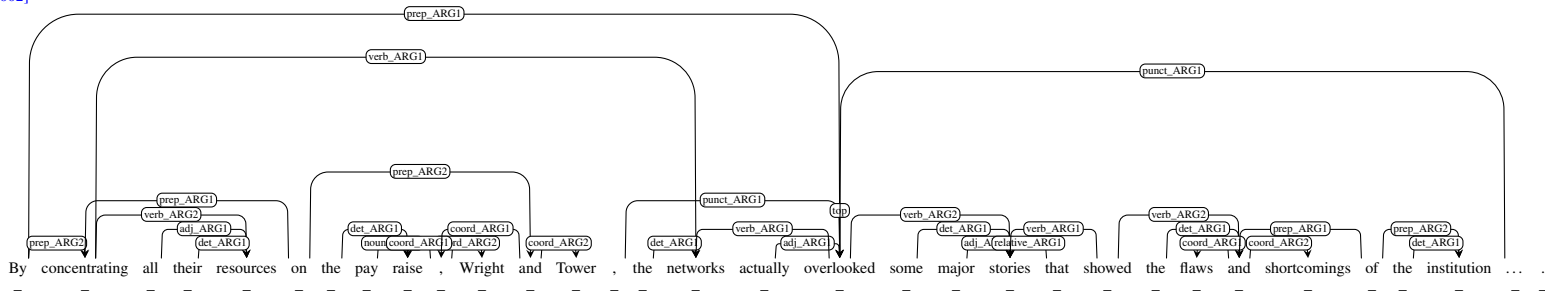 prep_ARG1
verb_ARG1
punct_ARG1
prep_ARG2
prep_ARG1 punct_ARG1
top
verb_ARG2 verb_ARG2 verb_ARG2
adj_ARG1 det_ARG1 coord_ARG1 verb_ARG1 det_ARG1 verb_ARG1 det_ARG1 prep_ARG1 prep_ARG2
prep_ARG2 det_ARG1 coord_ARG1 coord_ARG2 det_ARG1 adj_ARG1 relative_ARG1 coord_ARG1 coord_ARG2 det_ARG1
By concentrating all their resources on the pay raise , Wright and Tower , the networks actually overlooked some major stories that showed the flaws and shortcomings of the institution ... .